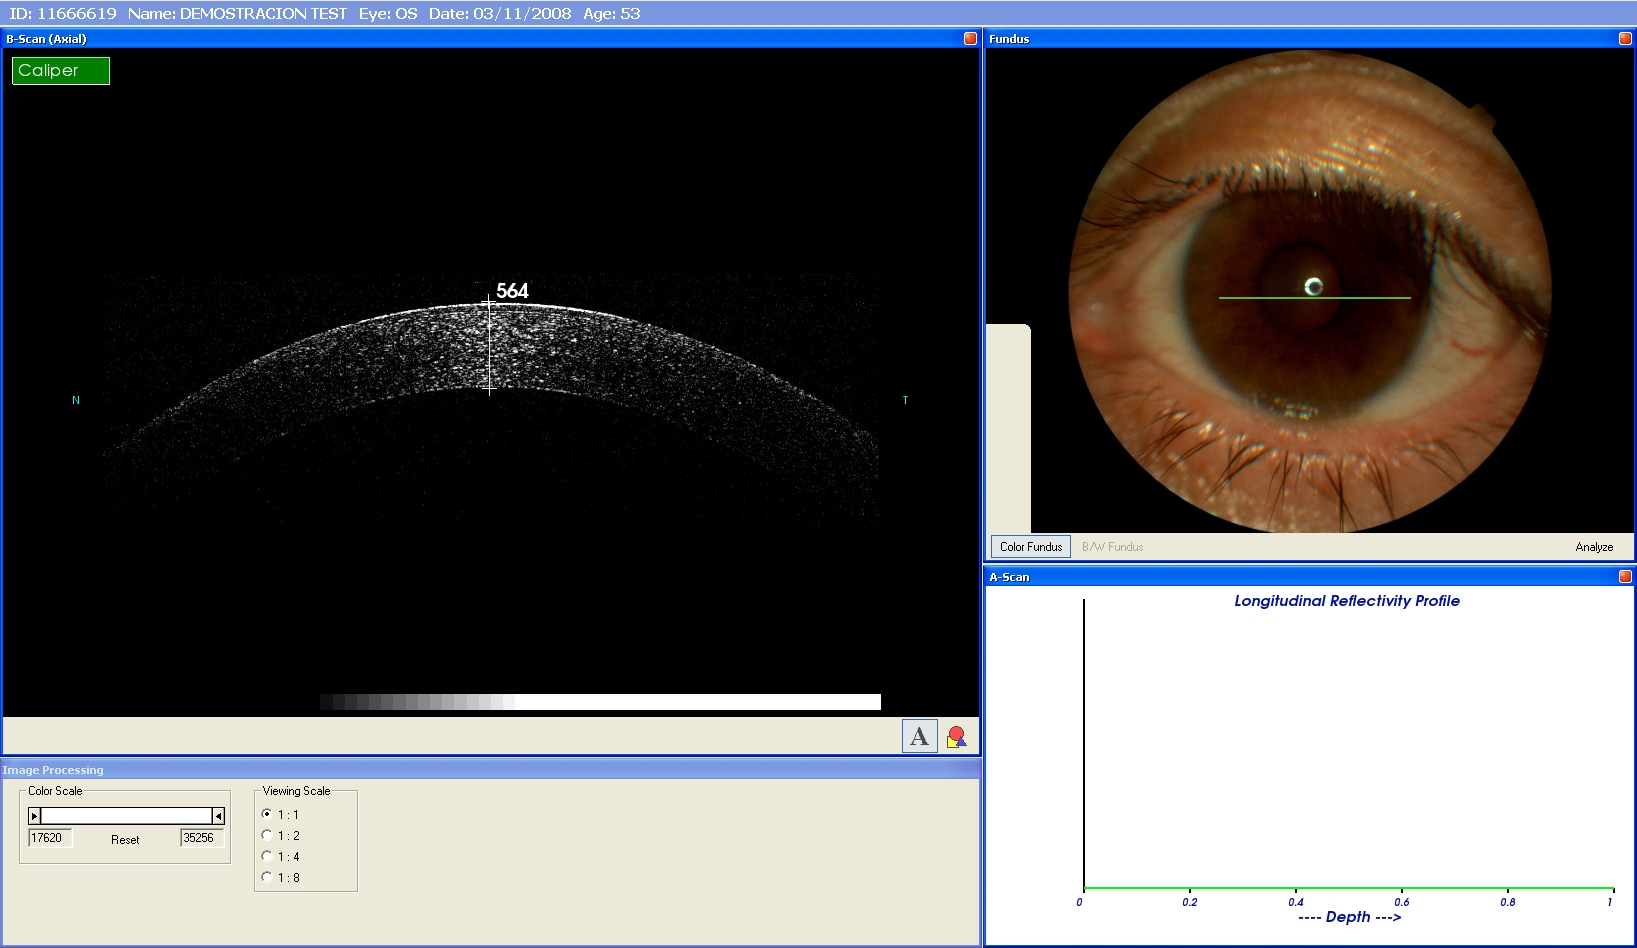 ID: 11666619 Name: DEMOSTRACION TEST Eye: OS Date: 03/11/2008 Age: 53
B-Scan (Axial)
Caliper
564
N
T
A
Fundus
Color Fundus
B/W Fundus
Analyze
A-Scan
Longitudinal Reflectivity Profile
0 0.2 0.4 0.6 0.8 1
---- Depth --->
Image Processing
Color Scale
17620
Reset
35256
Viewing Scale
1 : 1
1 : 2
1 : 4
1 : 8